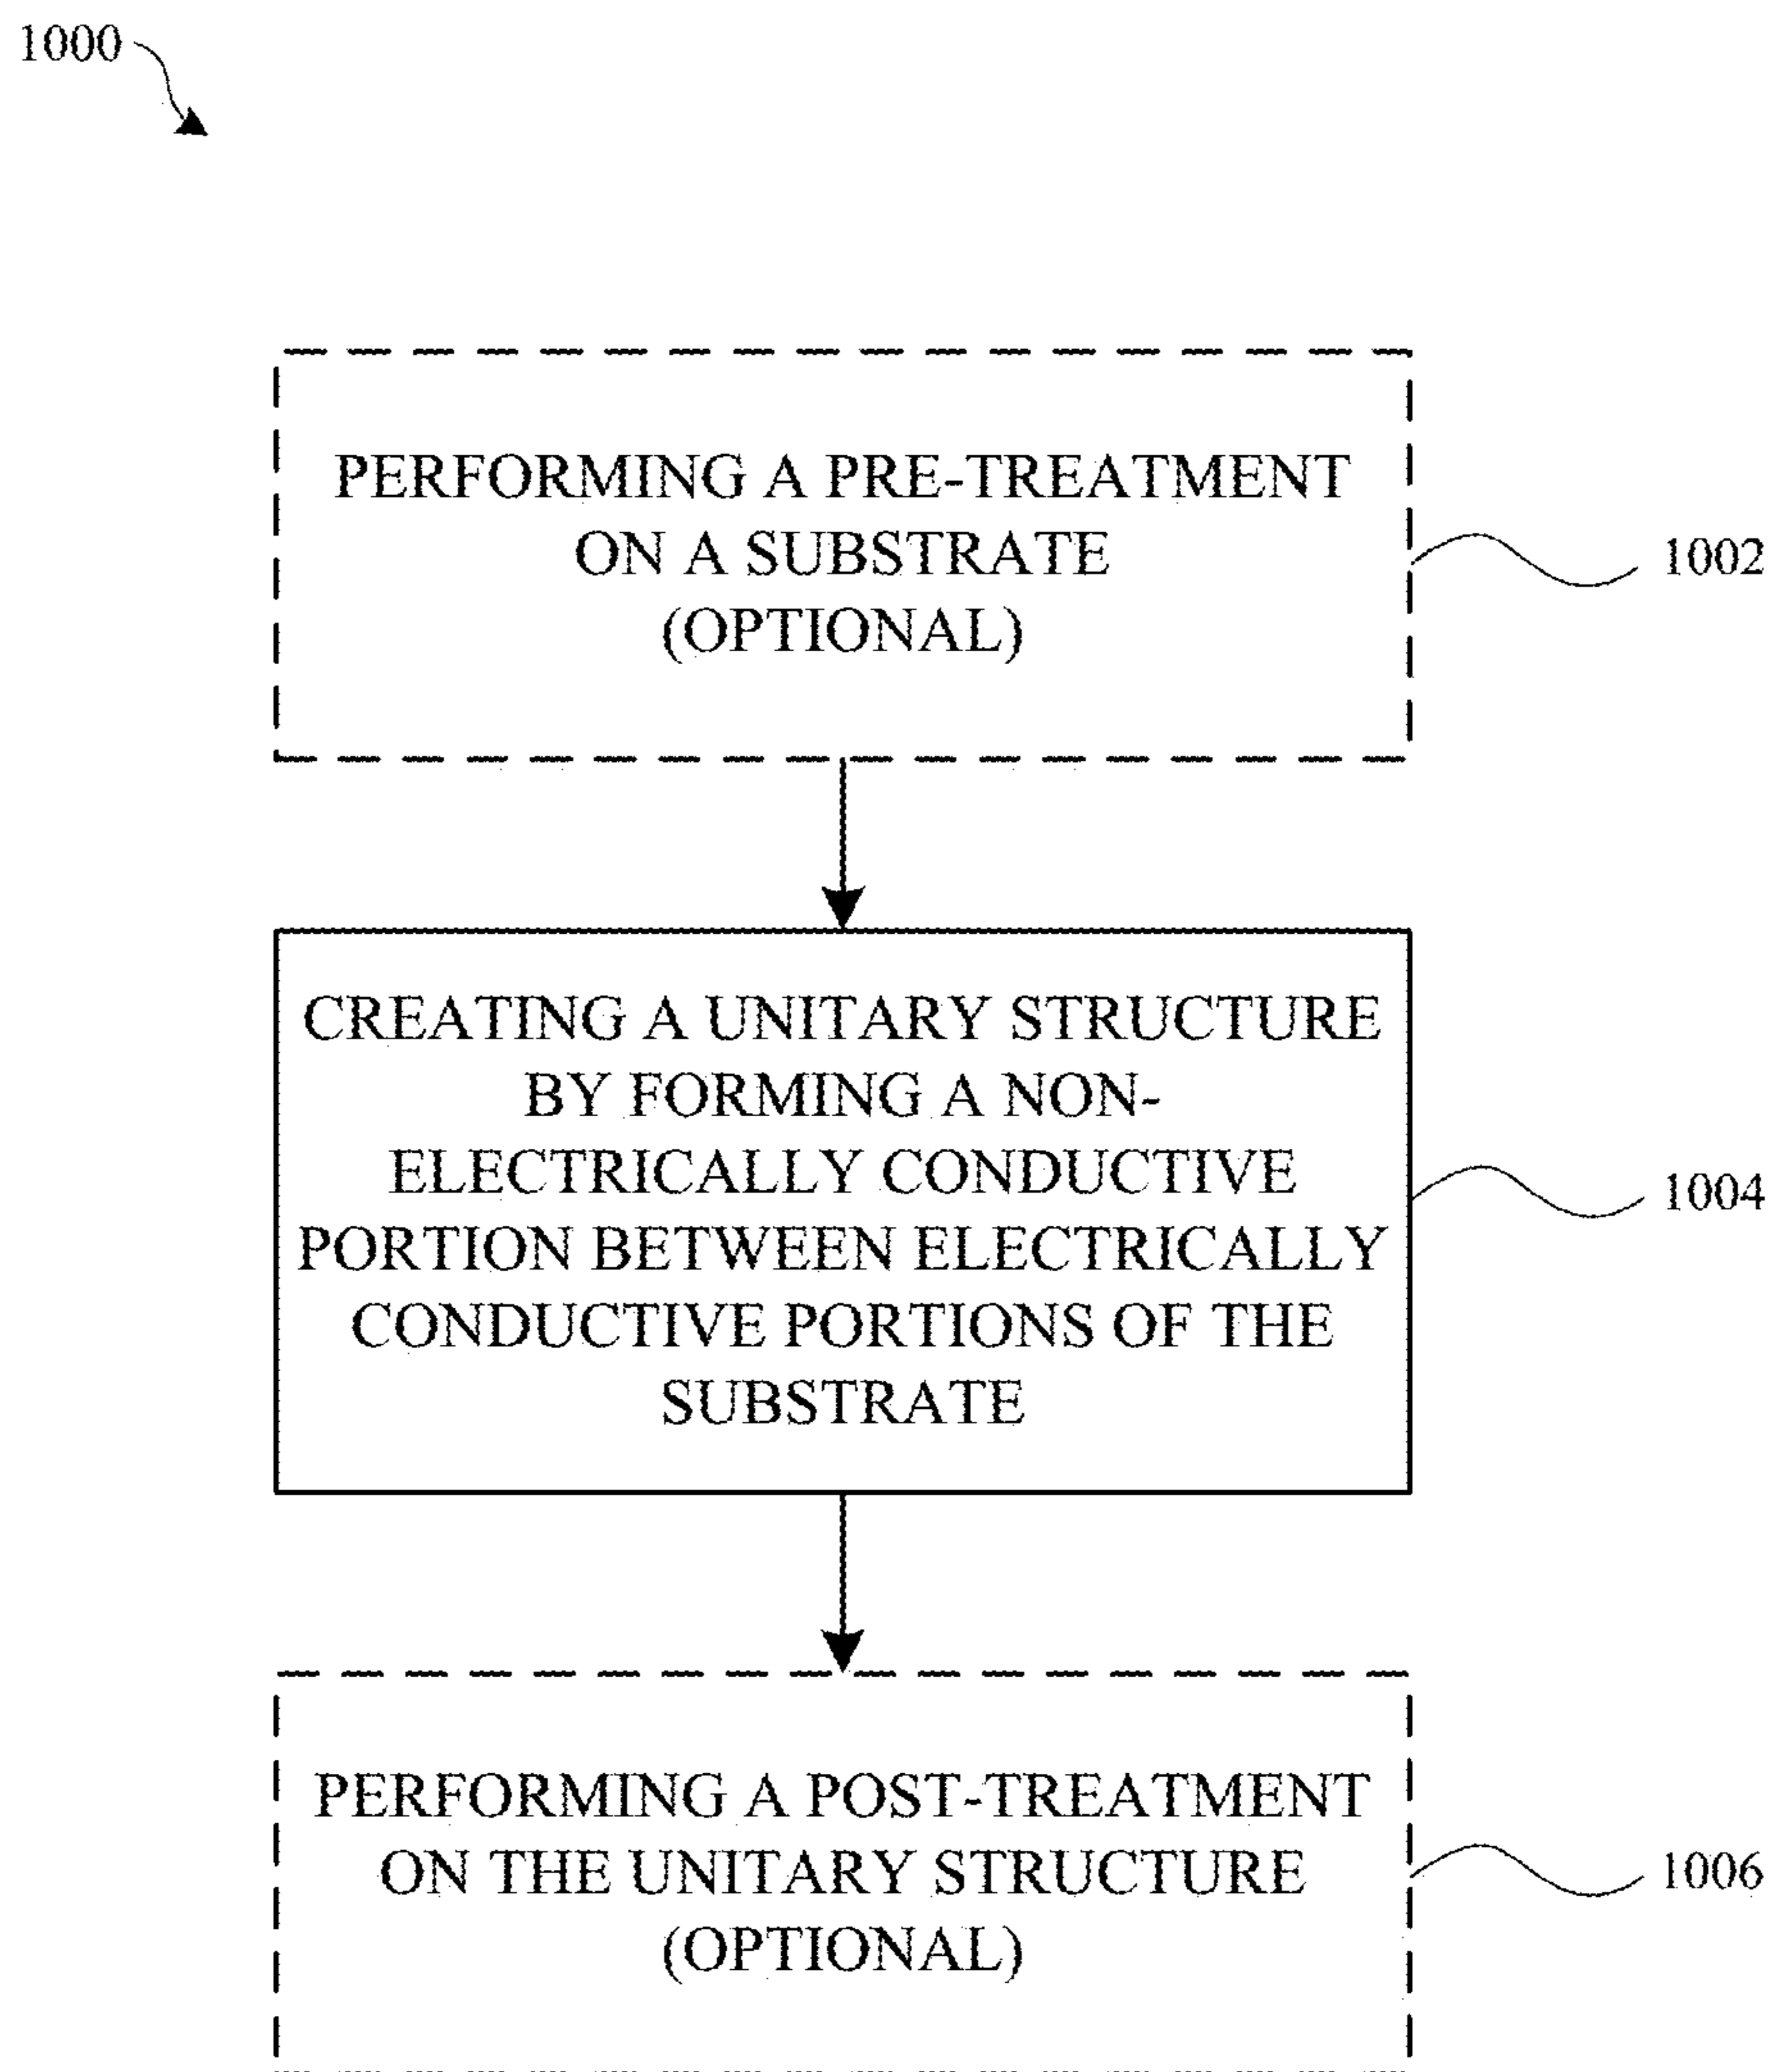 1000
PERFORMING A PRE-TREATMENT
ON A SUBSTRATE
(OPTIONAL)
1002
CREATING A UNITARY STRUCTURE
BY FORMING A NON-
ELECTRICALLY CONDUCTIVE
PORTION BETWEEN ELECTRICALLY
CONDUCTIVE PORTIONS OF THE
SUBSTRATE
1004
PERFORMING A POST-TREATMENT
ON THE UNITARY STRUCTURE
(OPTIONAL)
1006